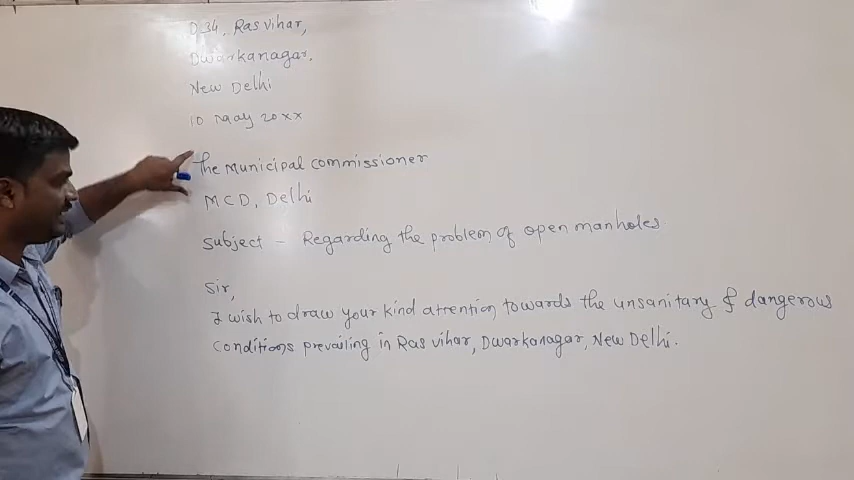 D 34, Ras vihar,
Dwarkanagar,
New Delhi
10 may 20xx
The Municipal commissioner
MCD, Delhi
Subject - Regarding the problem of open manholes
Sir,
I wish to draw your kind attention towards the unsanitary & dangerous
conditions prevailing in Ras vihar, Dwarkanagar, New Delhi.